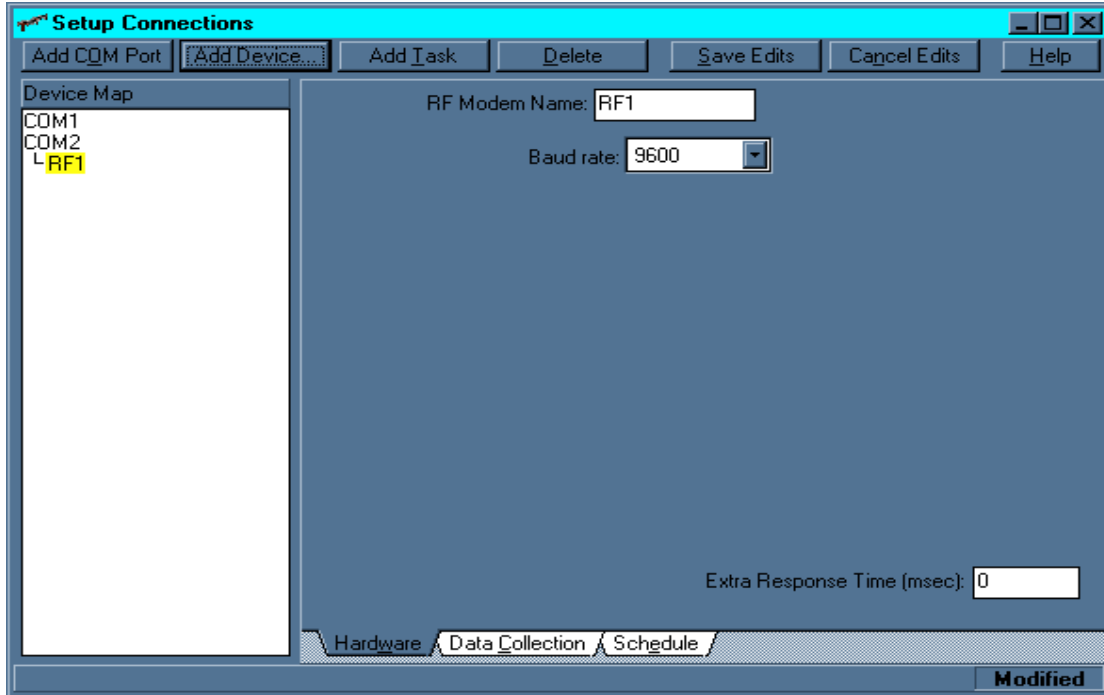 Setup Connections
Add COM Port Add Device... Add Task Delete Save Edits Cancel Edits Help
Device Map
COM1
COM2
RF1
RF Modem Name: RF1
Baud rate: 9600
Extra Response Time (msec): 0
Hardware Data Collection Schedule
Modified